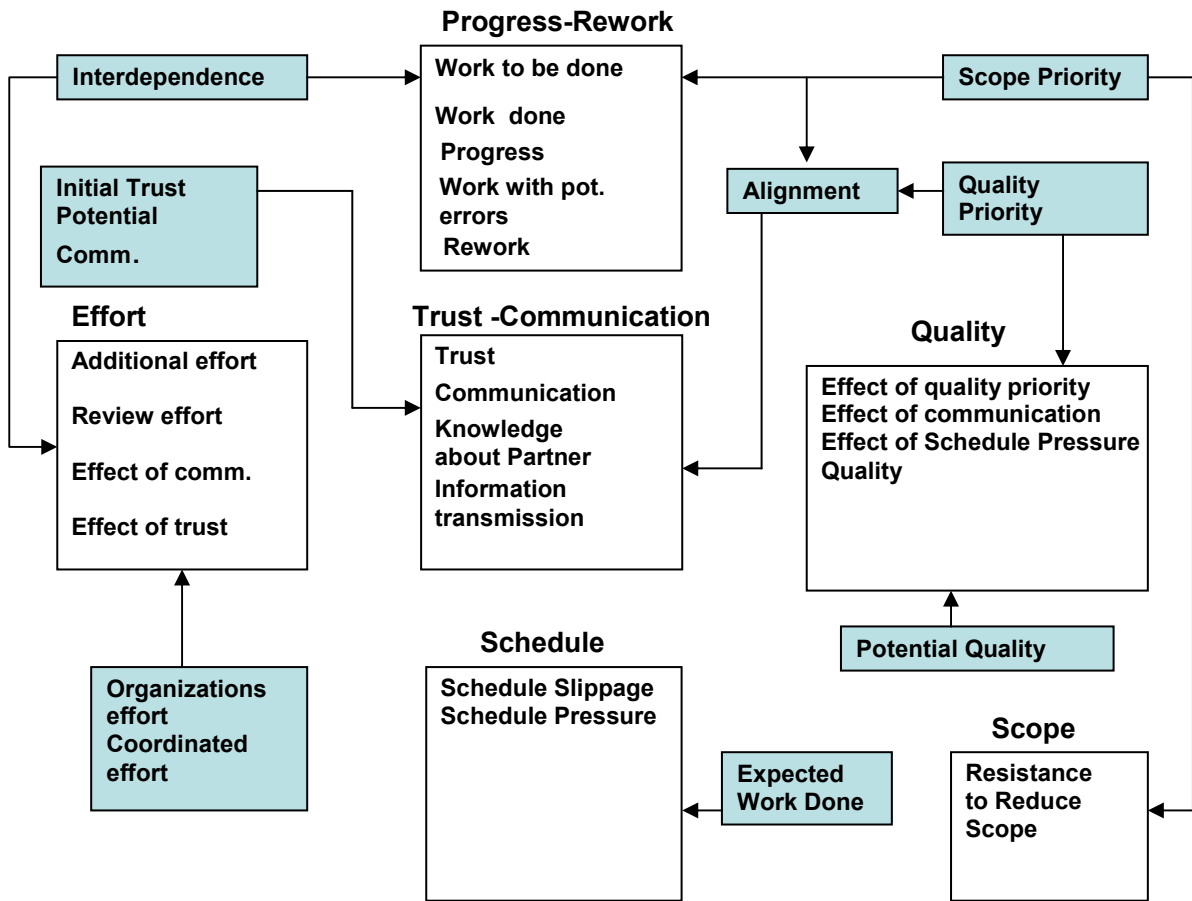 Progress-Rework
Interdependence
Work to be done
Work done
Progress
Work with pot.
errors
Rework
Scope Priority
Initial Trust
Potential
Comm.
Alignment
Quality
Priority
Effort
Additional effort
Review effort
Effect of comm.
Effect of trust
Trust -Communication
Trust
Communication
Knowledge
about Partner
Information
transmission
Quality
Effect of quality priority
Effect of communication
Effect of Schedule Pressure
Quality
Potential Quality
Organizations
effort
Coordinated
effort
Schedule
Schedule Slippage
Schedule Pressure
Expected
Work Done
Scope
Resistance
to Reduce
Scope